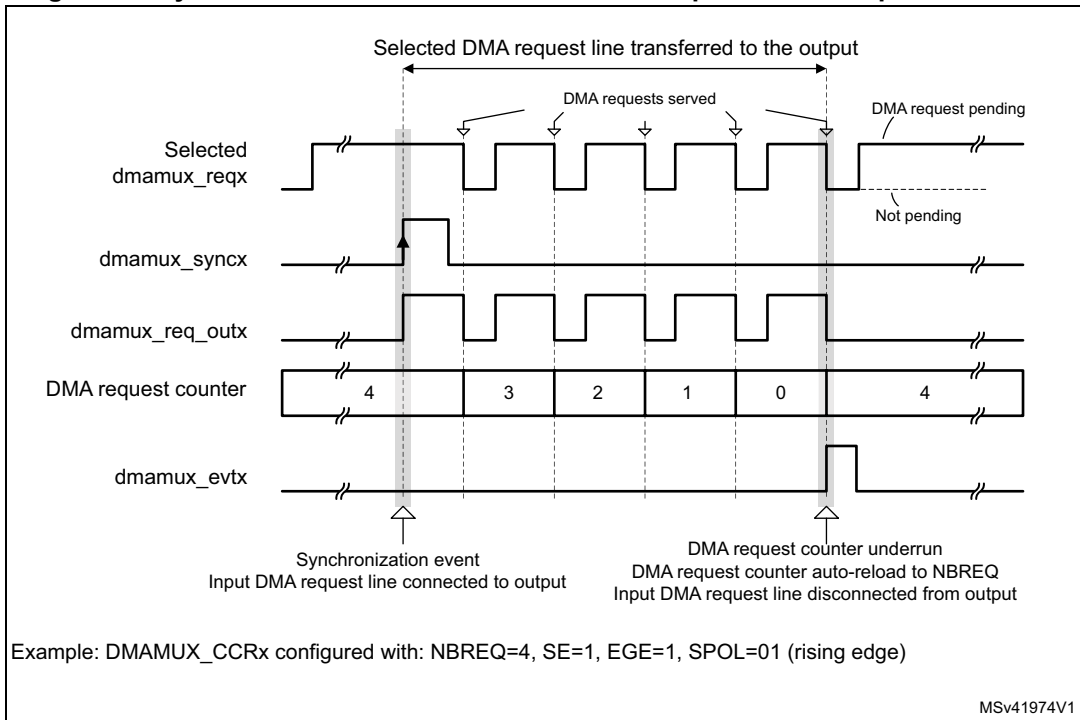 Selected DMA request line transferred to the output
DMA requests served
DMA request pending
Selected
dmamux_reqx
Not pending
dmamux_syncx
dmamux_req_outx
DMA request counter
4
3
2
1
0
4
dmamux_evtx
Synchronization event
Input DMA request line connected to output
DMA request counter underrun
DMA request counter auto-reload to NBREQ
Input DMA request line disconnected from output
Example: DMAMUX_CCRx configured with: NBREQ=4, SE=1, EGE=1, SPOL=01 (rising edge)
MSv41974V1